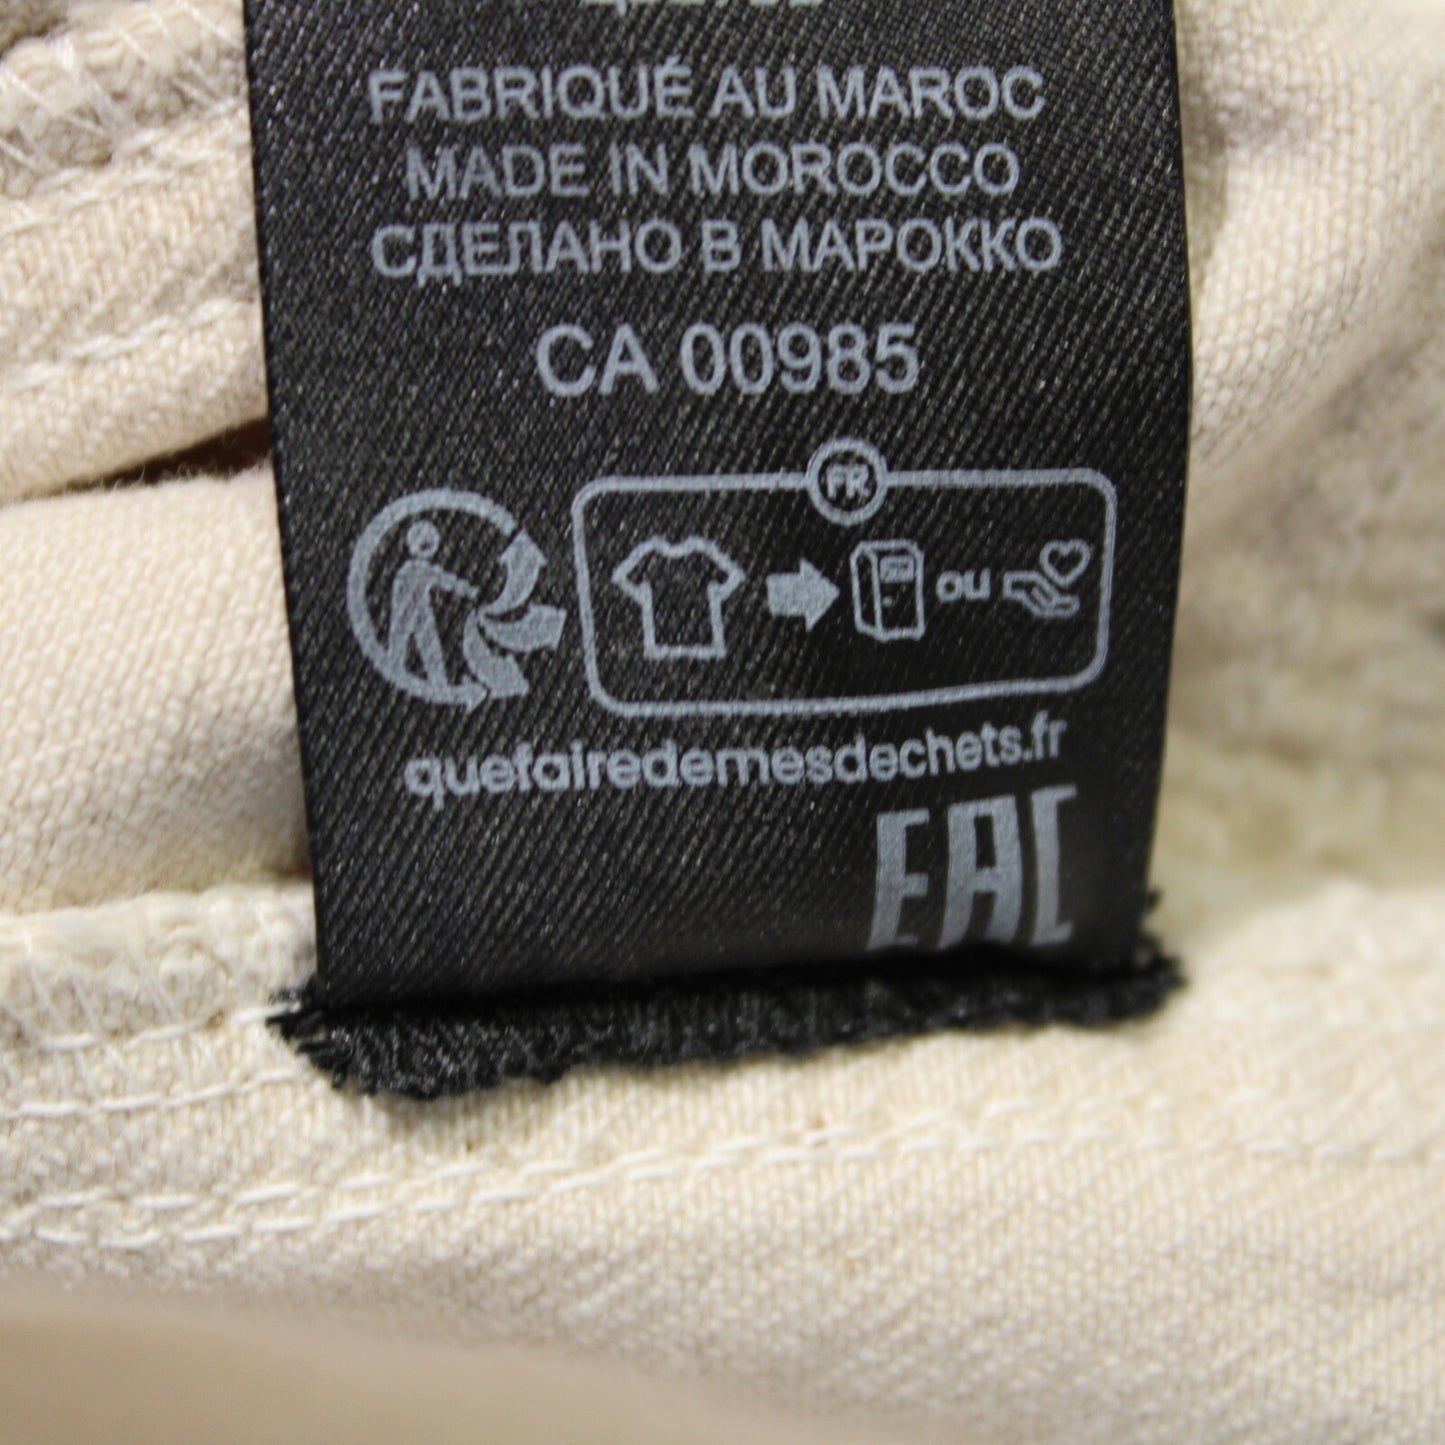 FABRIQUÉ AU MAROC
MADE IN MOROCCO
СДЕЛАНО В МАРОККО
CA 00985
FR
ou
quefairedemesdechets.fr
EAC